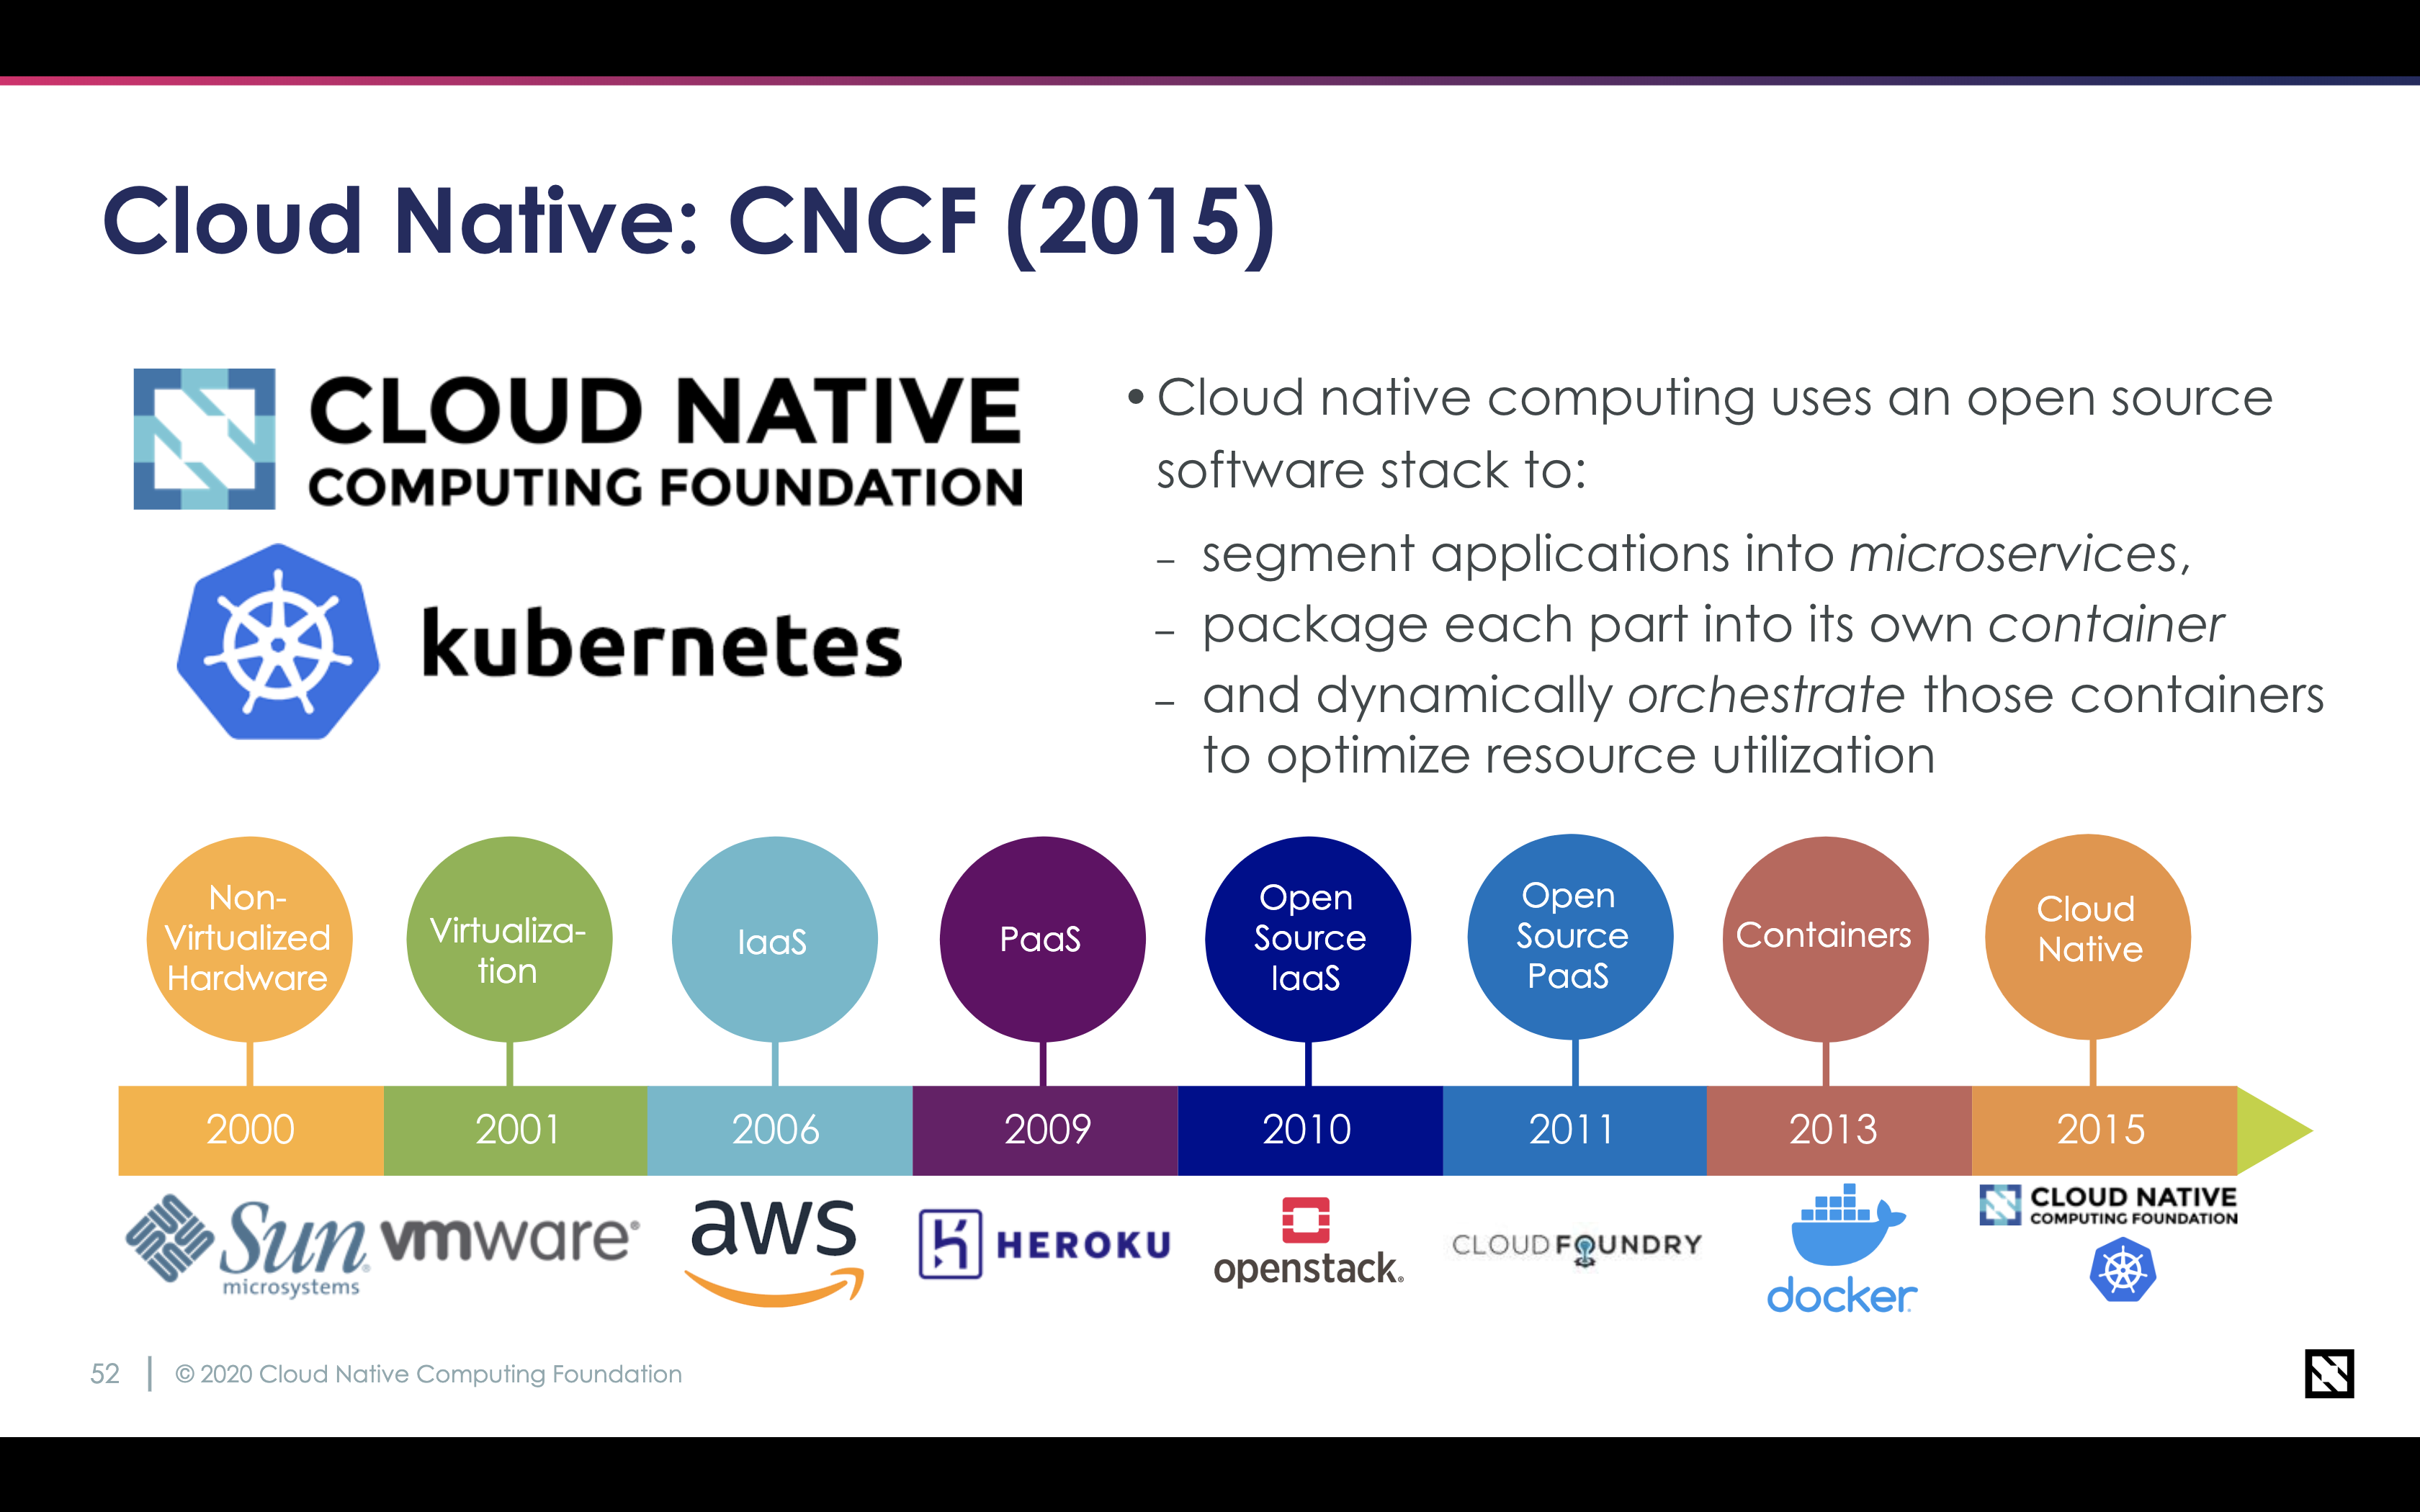 Cloud Native: CNCF (2015)
CLOUD NATIVE
COMPUTING FOUNDATION
kubernetes
• Cloud native computing uses an open source
software stack to:
– segment applications into microservices,
– package each part into its own container
– and dynamically orchestrate those containers
to optimize resource utilization
Non-
Virtualized
Hardware
Virtualiza-
tion
IaaS
PaaS
Open
Source
IaaS
Open
Source
PaaS
Containers
Cloud
Native
2000
2001
2006
2009
2010
2011
2013
2015
Sun
microsystems
vmware®
aws
HEROKU
openstack.
CLOUD FOUNDRY
docker
CLOUD NATIVE
COMPUTING FOUNDATION
52
© 2020 Cloud Native Computing Foundation